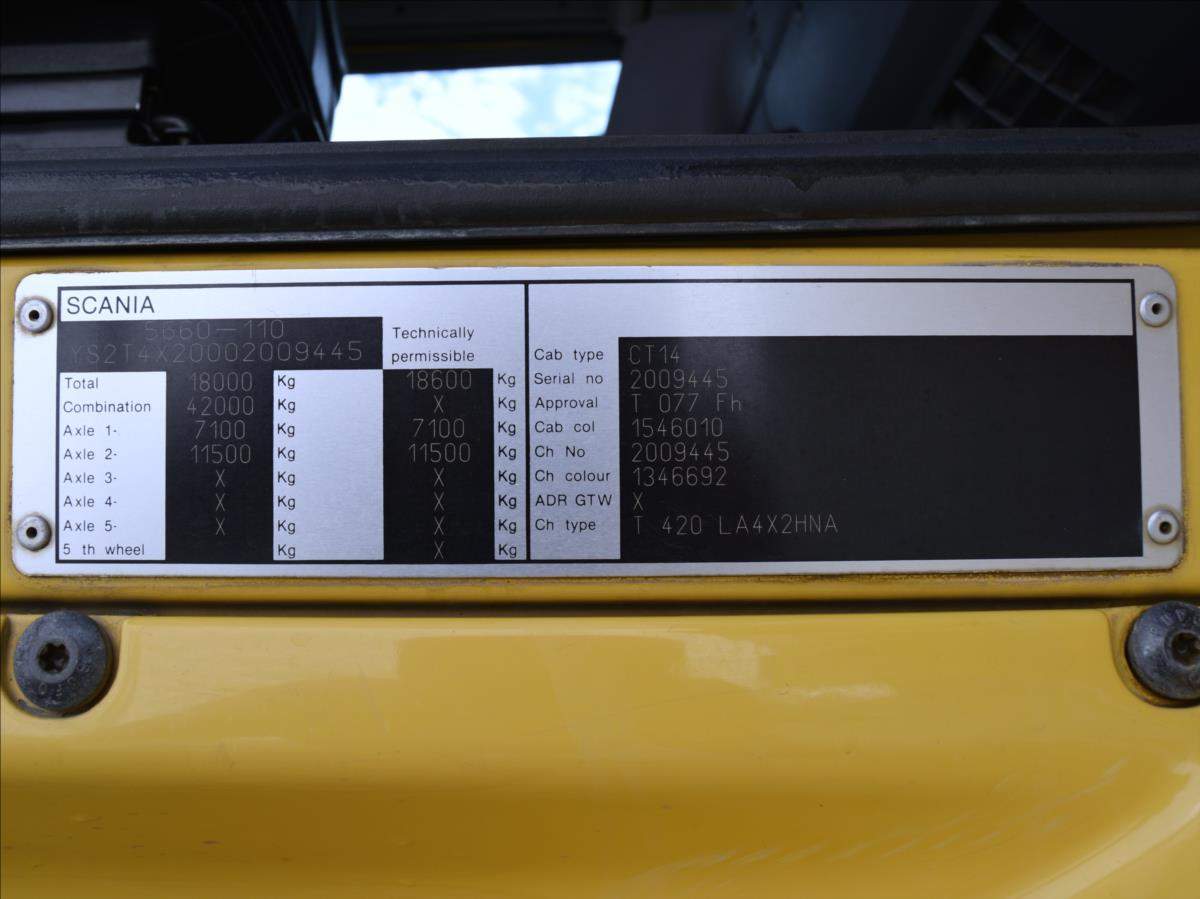 SCANIA
5660-110
YS2T4X20002009445
Technically
permissible
Total 18000 Kg 18600 Kg
Combination 42000 Kg X Kg
Axle 1- 7100 Kg 7100 Kg
Axle 2- 11500 Kg 11500 Kg
Axle 3- X Kg X Kg
Axle 4- X Kg X Kg
Axle 5- X Kg X Kg
5 th wheel Kg X Kg
Cab type CT14
Serial no 2009445
Approval T 077 Fh
Cab col 1546010
Ch No 2009445
Ch colour 1346692
ADR GTW X
Ch type T 420 LA4X2HNA